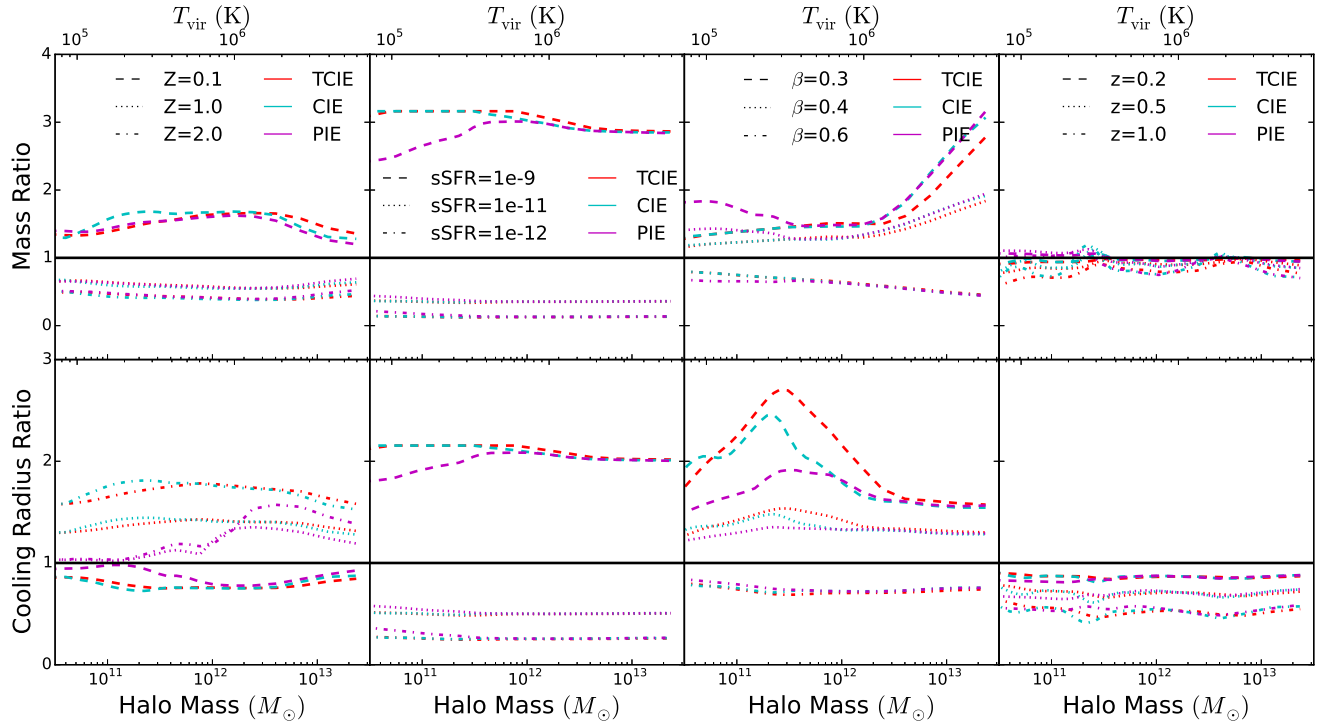 T_vir (K) T_vir (K) T_vir (K) T_vir (K)
10^5 10^6 10^5 10^6 10^5 10^6 10^5 10^6
4
3
2
1
0
Mass Ratio
Z=0.1 TCIE
Z=1.0 CIE
Z=2.0 PIE
sSFR=1e-9 TCIE
sSFR=1e-11 CIE
sSFR=1e-12 PIE
β=0.3 TCIE
β=0.4 CIE
β=0.6 PIE
z=0.2 TCIE
z=0.5 CIE
z=1.0 PIE
3
2
1
0
Cooling Radius Ratio
10^11 10^12 10^13 10^11 10^12 10^13 10^11 10^12 10^13 10^11 10^12 10^13
Halo Mass (M_⊙) Halo Mass (M_⊙) Halo Mass (M_⊙) Halo Mass (M_⊙)